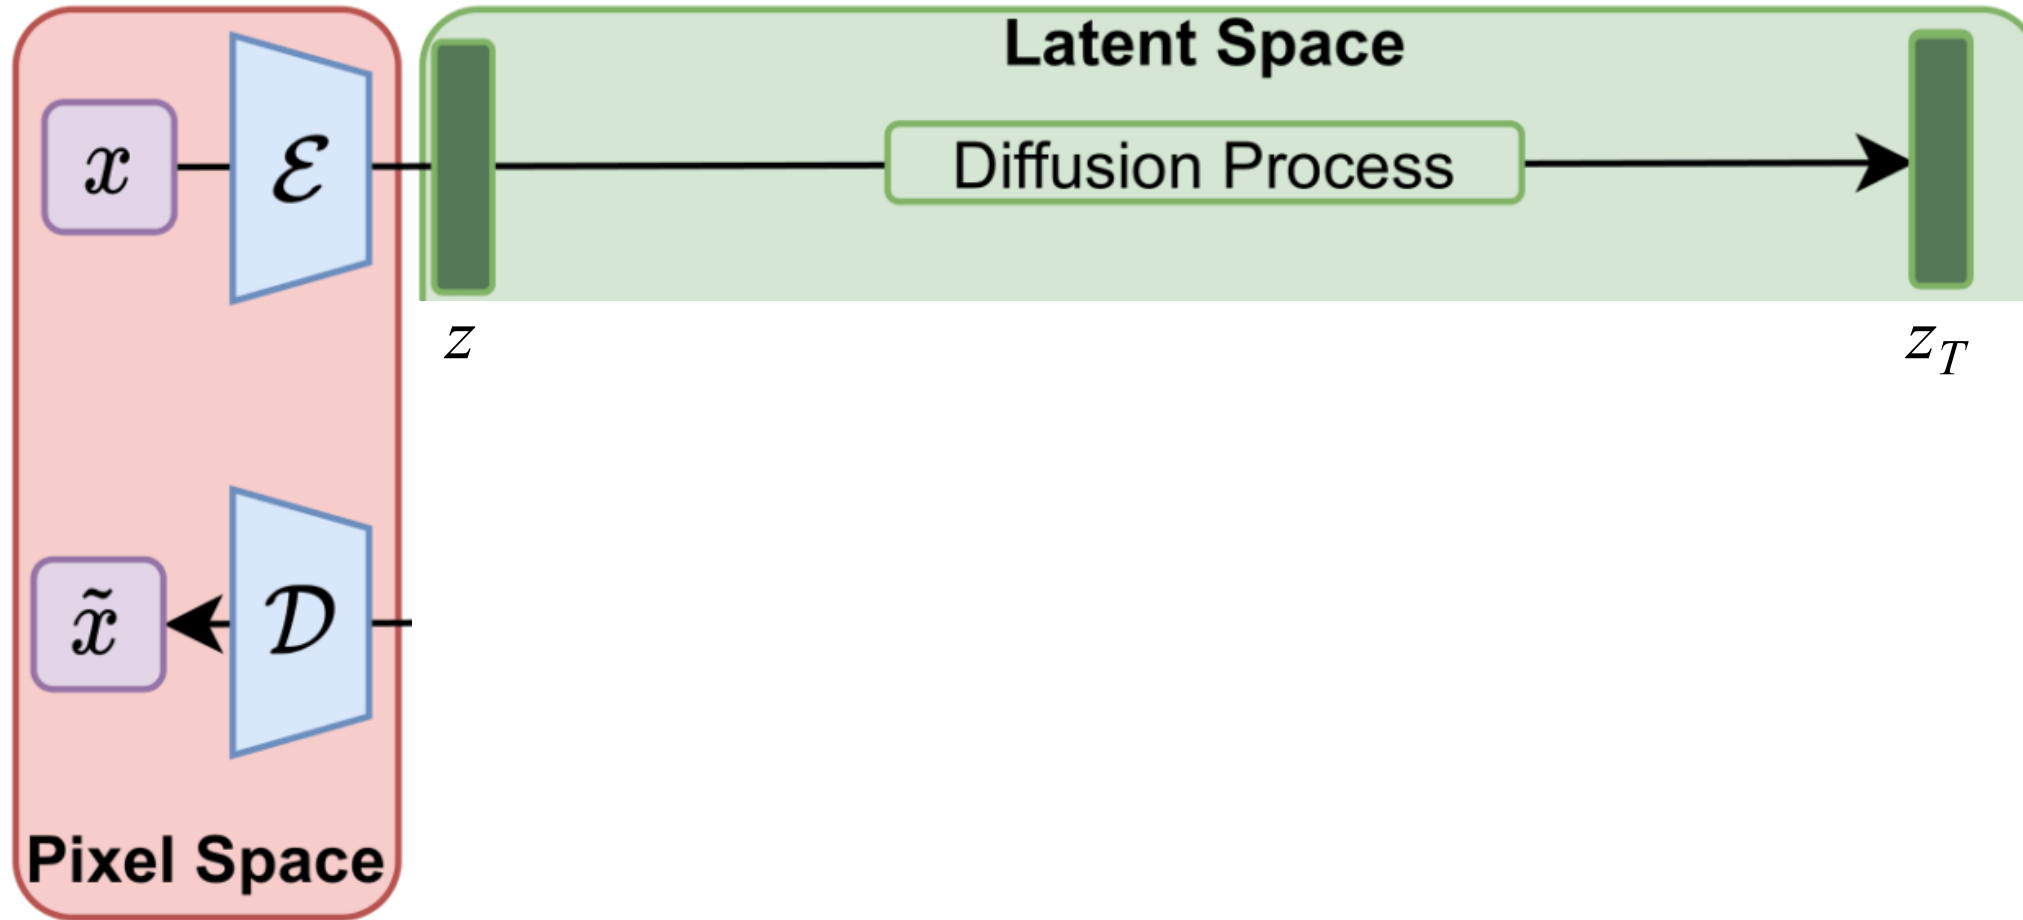 Latent Space
x
ℰ
Diffusion Process
z
z_T
x̃
𝒟
Pixel Space